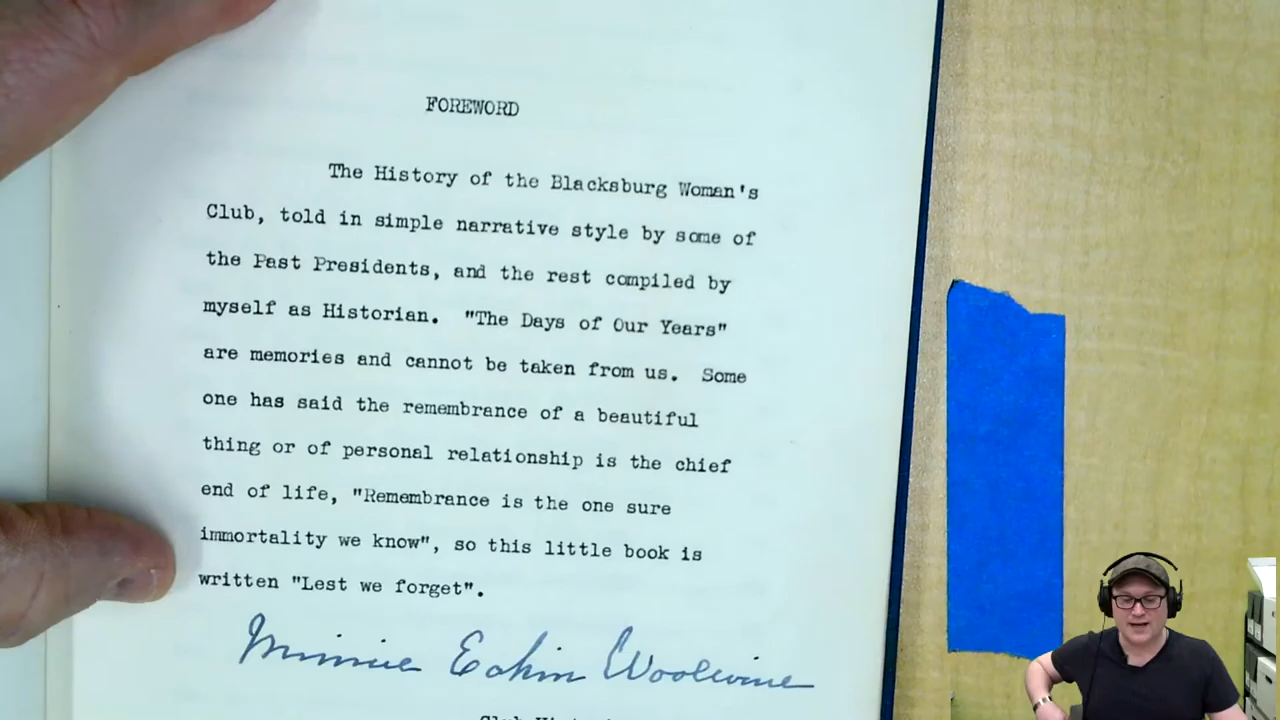 FOREWORD
The History of the Blacksburg Woman's
Club, told in simple narrative style by some of
the Past Presidents, and the rest compiled by
myself as Historian. "The Days of Our Years"
are memories and cannot be taken from us. Some
one has said the remembrance of a beautiful
thing or of personal relationship is the chief
end of life, "Remembrance is the one sure
immortality we know", so this little book is
written "Lest we forget".
Minnie Eakin Woolwine
Club